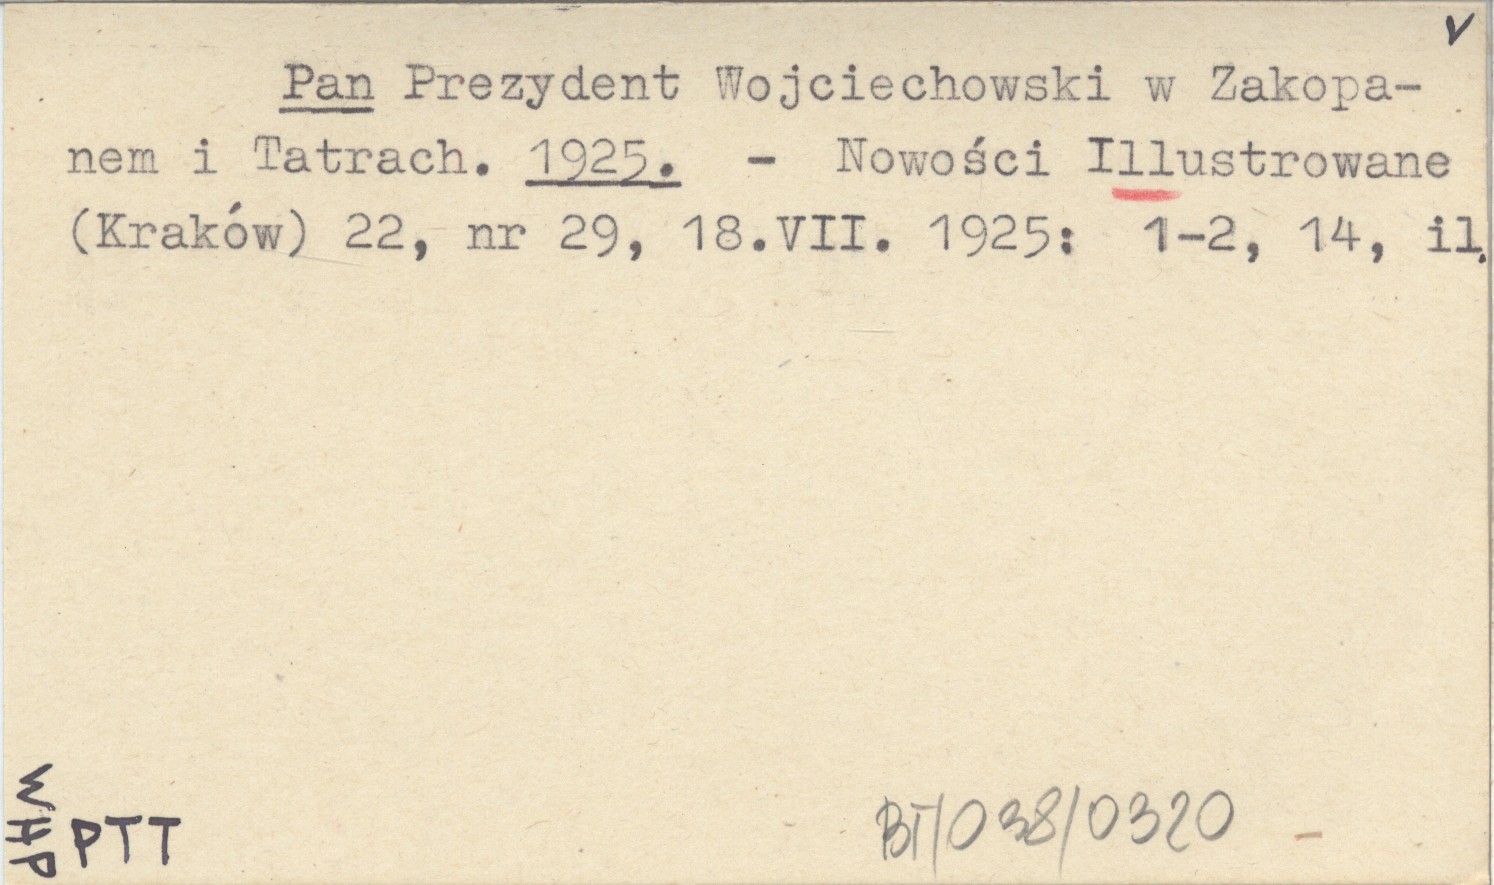 v
Pan Prezydent Wojciechowski w Zakopa-
nem i Tatrach. 1925. - Nowości Illustrowane
(Kraków) 22, nr 29, 18.VII. 1925: 1-2, 14, il.
WHP
PTT
BT/038/0320